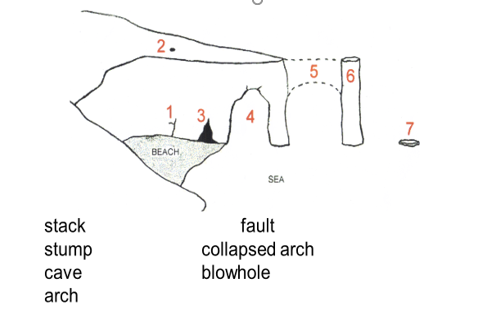 2
5
6
1
3
4
7
BEACH
SEA
stack
fault
stump
collapsed arch
cave
blowhole
arch